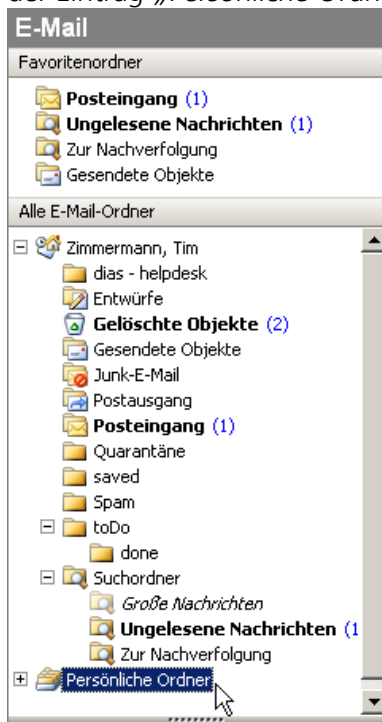 der Eintrag „Persönliche Ordn
E-Mail
Favoritenordner
Posteingang (1)
Ungelesene Nachrichten (1)
Zur Nachverfolgung
Gesendete Objekte
Alle E-Mail-Ordner
Zimmermann, Tim
dias - helpdesk
Entwürfe
Gelöschte Objekte (2)
Gesendete Objekte
Junk-E-Mail
Postausgang
Posteingang (1)
Quarantäne
saved
Spam
toDo
done
Suchordner
Große Nachrichten
Ungelesene Nachrichten (1
Zur Nachverfolgung
Persönliche Ordner